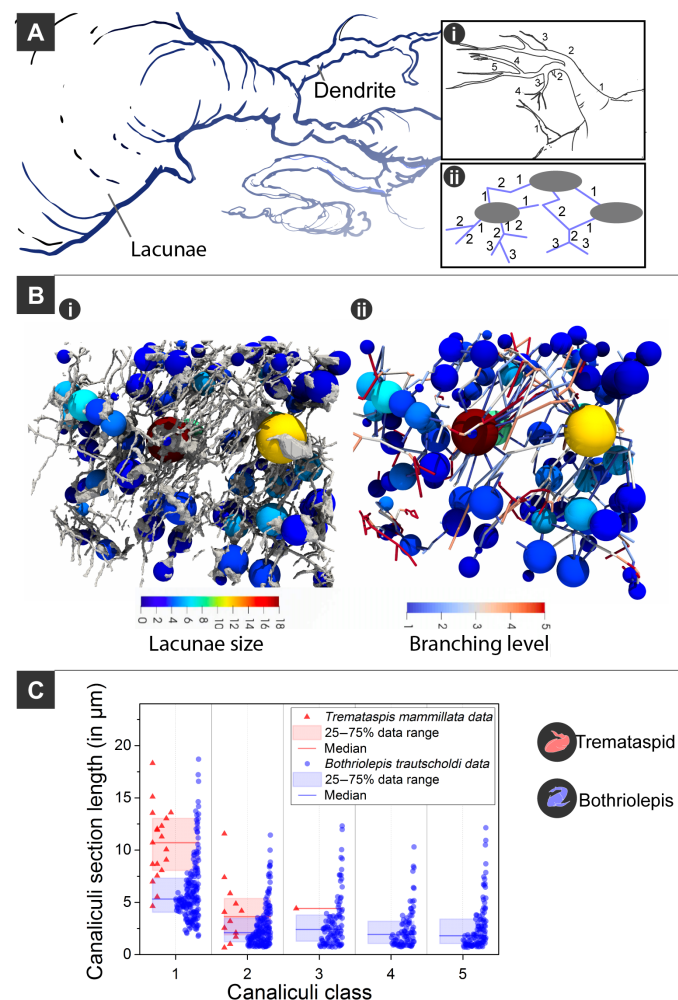 A
Dendrite
Lacunae
i
3
2
4
5
1
3
2
4
1
ii
1
2
1
1
1
2
2
1
1
2
2
2
1
3
3
2
3
3
B
i
ii
0
2
4
6
8
10
12
14
16
18
Lacunae size
1
2
3
4
5
Branching level
C
Canaliculi section length (in µm)
20
15
10
5
0
Tremataspis mammillata data
25–75% data range
Median
Bothriolepis trautscholdi data
25–75% data range
Median
1
2
3
4
5
Canaliculi class
Tremataspid
Bothriolepis